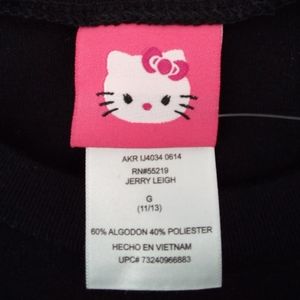 AKR IJ4034 0614
RN#55219
JERRY LEIGH
G
(11/13)
60% ALGODON 40% POLIESTER
HECHO EN VIETNAM
UPC# 73240966883